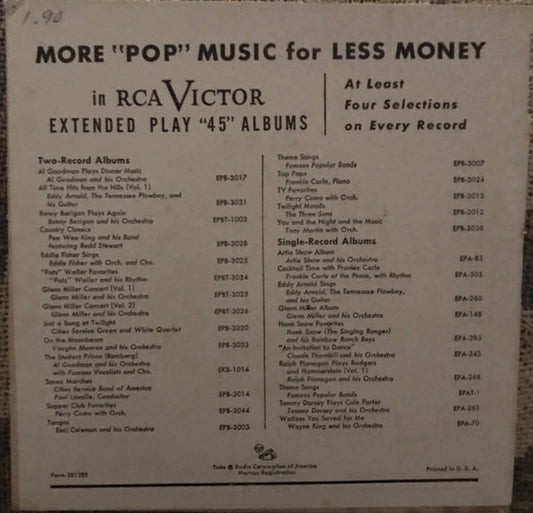 $1.90
MORE "POP" MUSIC for LESS MONEY
in RCA VICTOR
EXTENDED PLAY "45" ALBUMS
At Least
Four Selections
on Every Record
Two-Record Albums
Al Goodman Plays Dinner Music
Al Goodman and his Orchestra EPB-3017
All Time Hits from the Hills (Vol. 1)
Eddy Arnold, The Tennessee Plowboy, and
his Guitar EPB-3031
Bunny Berigan Plays Again
Bunny Berigan and his Orchestra EPBT-1003
Country Classics
Pee Wee King and his Band
featuring Redd Stewart EPB-3028
Eddie Fisher Sings
Eddie Fisher with Orch. and Cho. EPB-3025
"Fats" Waller Favorites
"Fats" Waller and his Rhythm EPBT-3024
Glenn Miller Concert (Vol. 1)
Glenn Miller and his Orchestra EPBT-3025
Glenn Miller Concert (Vol. 2)
Glenn Miller and his Orchestra EPBT-3026
Just a Song at Twilight
Cities Service Green and White Quartet EPB-3020
On the Moonbeam
Vaughn Monroe and his Orchestra EPB-3033
The Student Prince (Romberg)
Al Goodman and his Orchestra
with Famous Vocalists and Cho. EKB-1014
Sousa Marches
Cities Service Band of America
Paul Lavalle, Conductor EPB-3014
Supper Club Favorites
Perry Como with Orch. EPB-3044
Tangos
Emil Coleman and his Orchestra EPB-3003
Theme Songs
Famous Popular Bands EPB-3007
Top Pops
Frankie Carle, Piano EPB-3024
TV Favorites
Perry Como with Orch. EPB-3013
Twilight Moods
The Three Suns EPB-3012
You and the Night and the Music
Tony Martin with Orch. EPB-3038
Single-Record Albums
Artie Shaw Album
Artie Shaw and his Orchestra EPA-85
Cocktail Time with Frankie Carle
Frankie Carle at the Piano, with Rhythm EPA-305
Eddy Arnold Sings
Eddy Arnold, The Tennessee Plowboy,
and his Guitar EPA-260
Glenn Miller Album
Glenn Miller and his Orchestra EPA-148
Hank Snow Favorites
Hank Snow (The Singing Ranger)
and his Rainbow Ranch Boys EPA-295
"An Invitation to Dance"
Claude Thornhill and his Orchestra EPA-243
Ralph Flanagan Plays Rodgers
and Hammerstein (Vol. 1)
Ralph Flanagan and his Orchestra EPA-268
Theme Songs
Famous Popular Bands EPAT-1
Tommy Dorsey Plays Cole Porter
Tommy Dorsey and his Orchestra EPA-263
Waltzes You Saved for Me
Wayne King and his Orchestra EPA-70
Tmks ® Radio Corporation of America
Marcas Registradas
Printed in U. S. A.